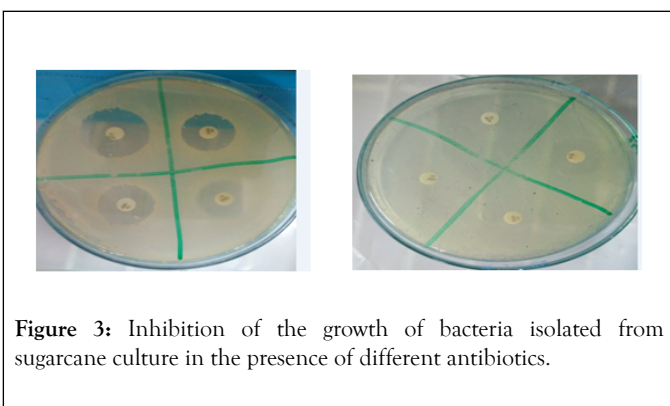 Figure 3: Inhibition of the growth of bacteria isolated from
sugarcane culture in the presence of different antibiotics.